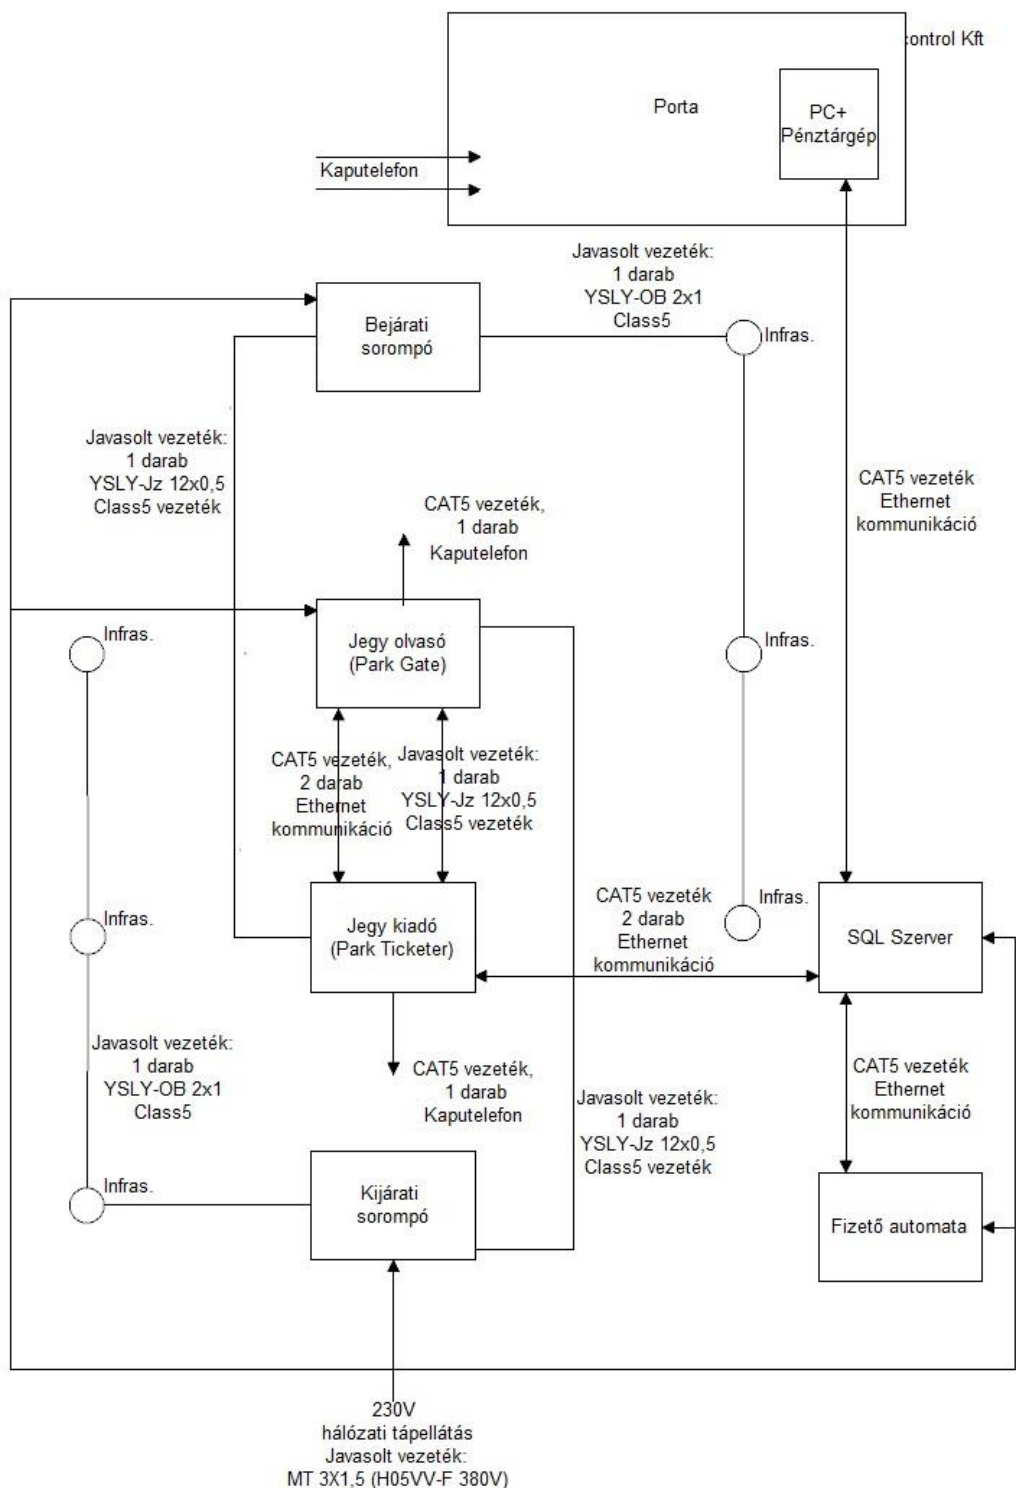 control Kft
Porta
PC+
Pénztárgép
Kaputelefon
Javasolt vezeték:
1 darab
YSLY-OB 2x1
Class5
Bejárati
sorompó
Infras.
Javasolt vezeték:
1 darab
YSLY-Jz 12x0,5
Class5 vezeték
CAT5 vezeték
Ethernet
kommunikáció
CAT5 vezeték,
1 darab
Kaputelefon
Infras.
Jegy olvasó
(Park Gate)
Infras.
CAT5 vezeték,
2 darab
Ethernet
kommunikáció
Javasolt vezeték:
1 darab
YSLY-Jz 12x0,5
Class5 vezeték
Infras.
Jegy kiadó
(Park Ticketer)
CAT5 vezeték
2 darab
Ethernet
kommunikáció
Infras.
SQL Szerver
Javasolt vezeték:
1 darab
YSLY-OB 2x1
Class5
CAT5 vezeték,
1 darab
Kaputelefon
Javasolt vezeték:
1 darab
YSLY-Jz 12x0,5
Class5 vezeték
CAT5 vezeték
Ethernet
kommunikáció
Infras.
Kijárati
sorompó
Fizető automata
230V
hálózati tápellátás
Javasolt vezeték:
MT 3X1,5 (H05VV-F 380V)